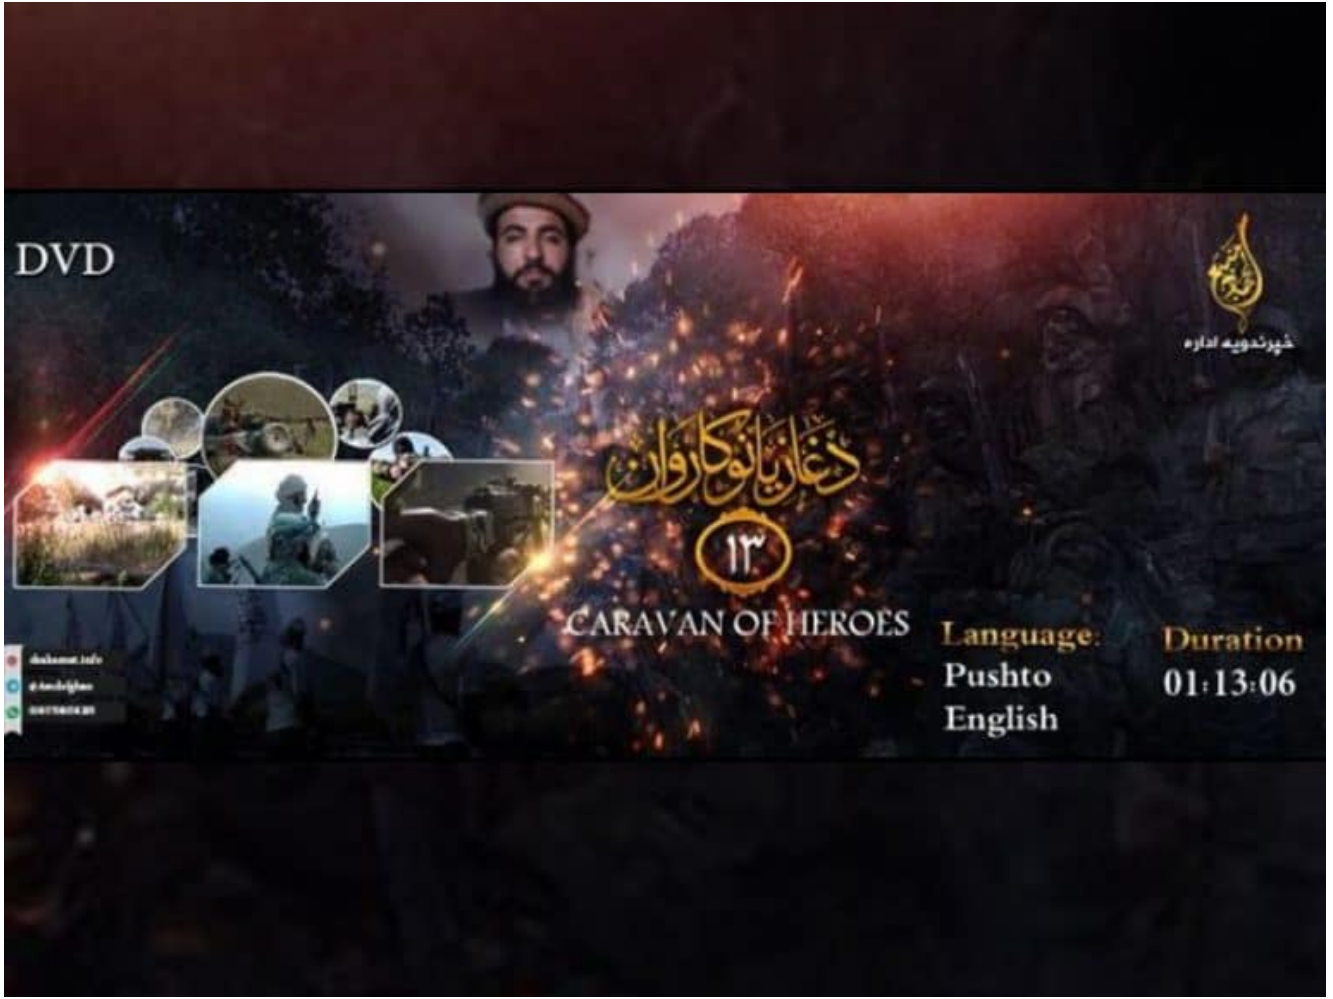 DVD
خپرندویه اداره
دغازیانو کاروان
۱۳
CARAVAN OF HEROES
Language:
Pushto
English
Duration
01:13:06